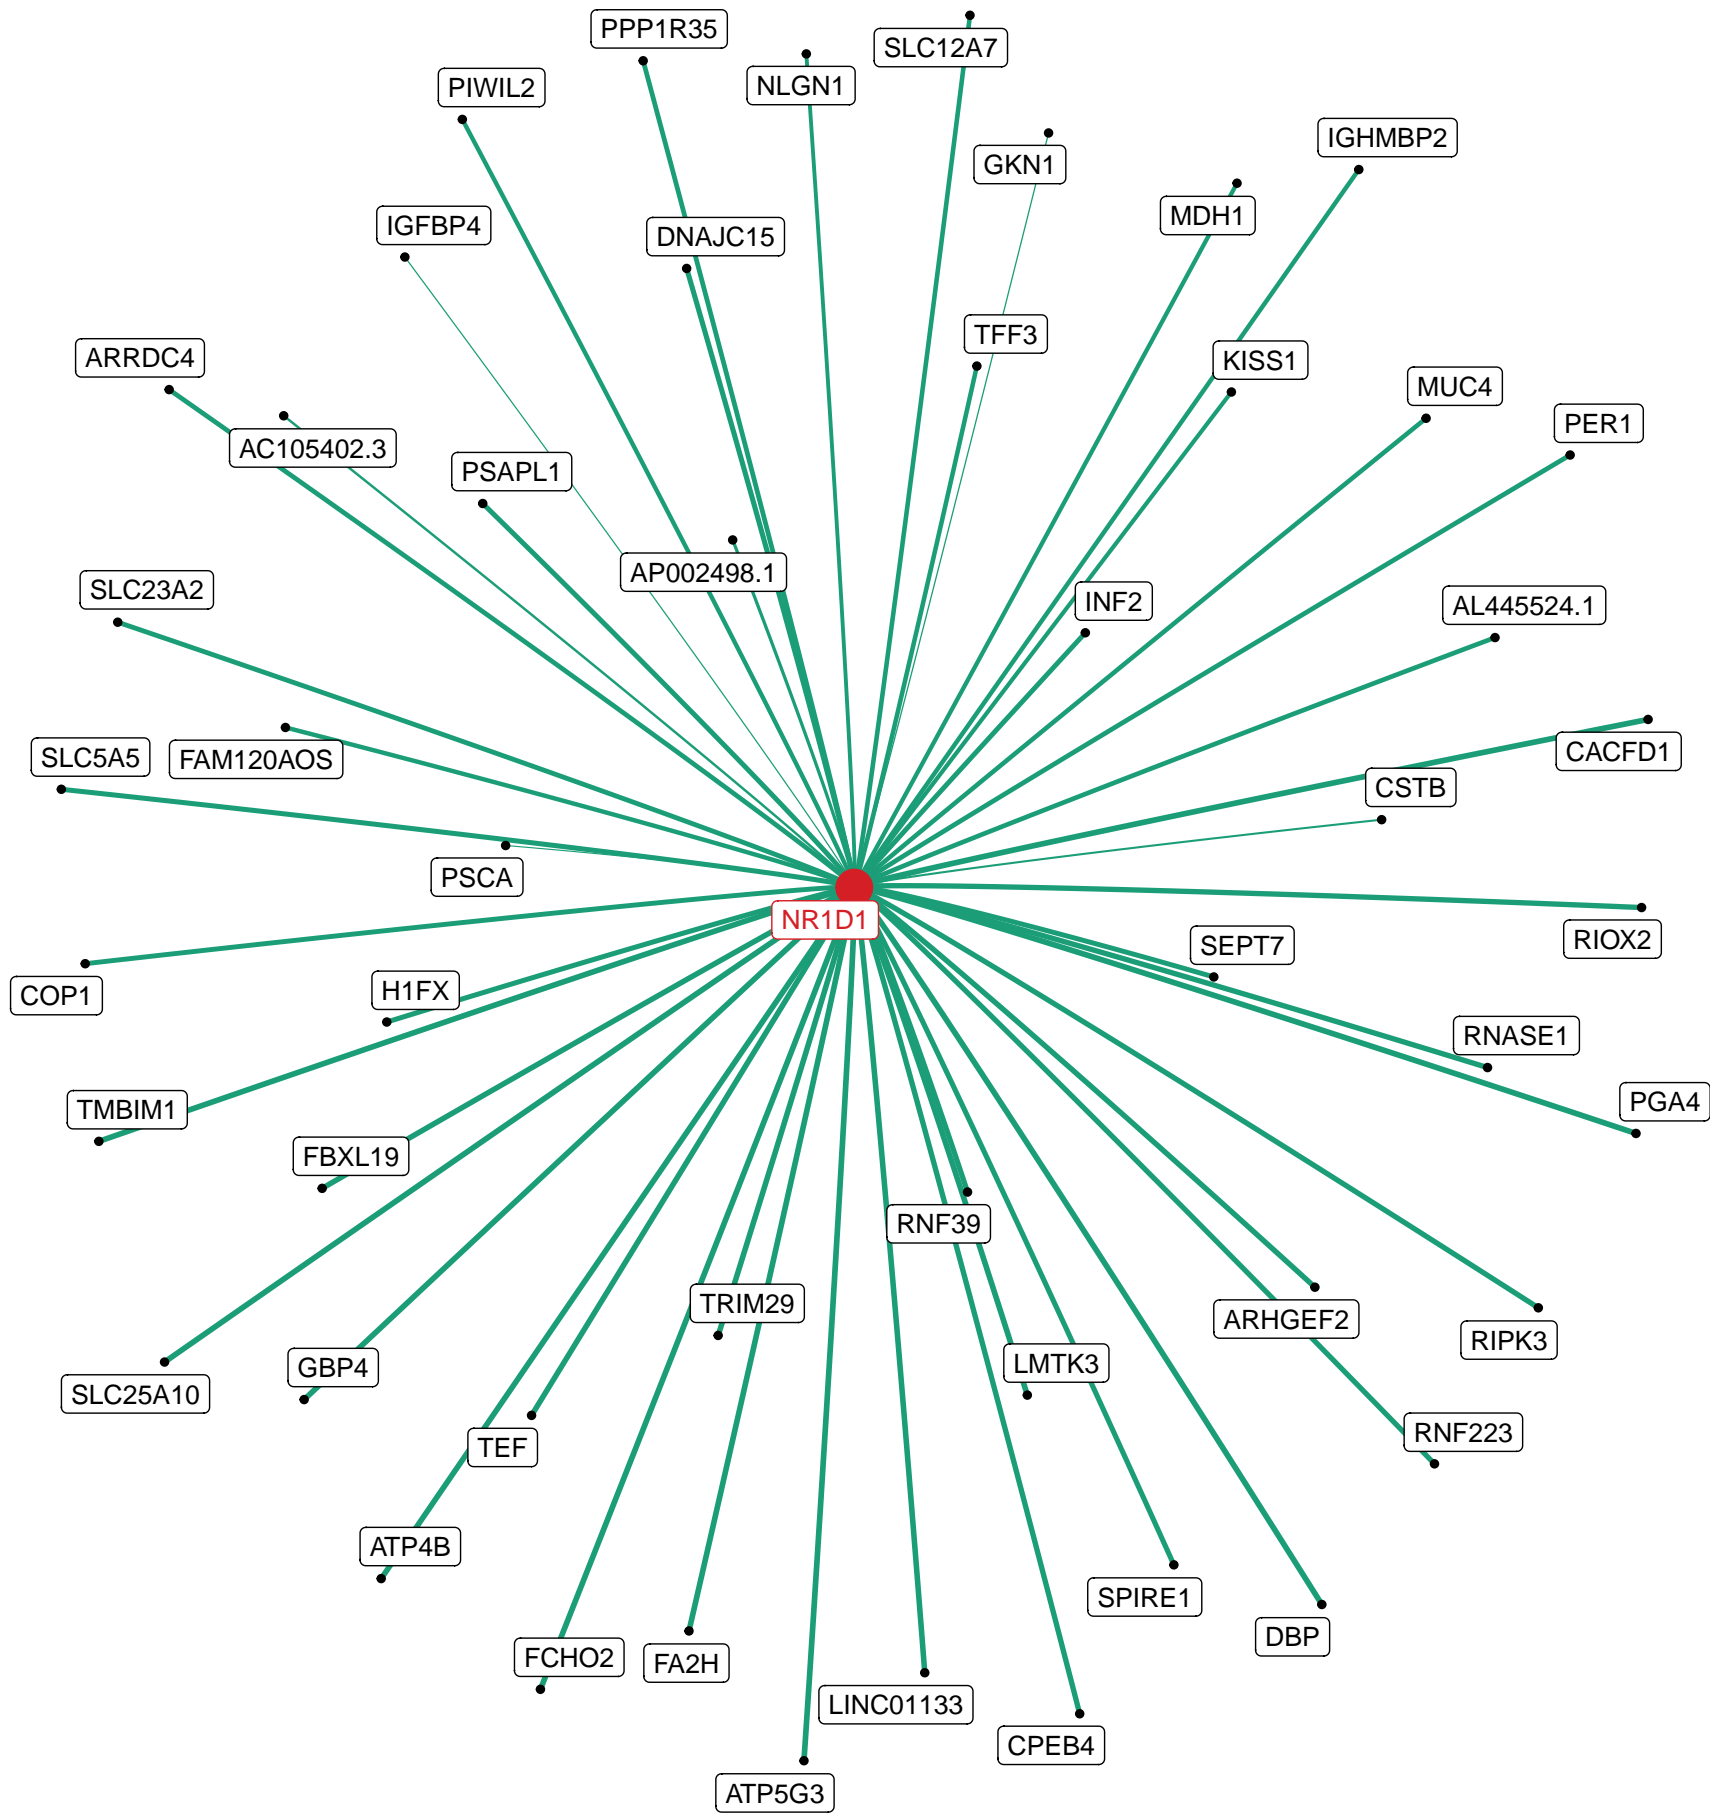 PPP1R35
SLC12A7
NLGN1
PIWIL2
IGHMBP2
GKN1
MDH1
IGFBP4
DNAJC15
TFF3
ARRDC4
KISS1
MUC4
PER1
AC105402.3
PSAPL1
AP002498.1
SLC23A2
INF2
AL445524.1
SLC5A5
FAM120AOS
CACFD1
CSTB
PSCA
NR1D1
RIOX2
SEPT7
COP1
H1FX
RNASE1
PGA4
TMBIM1
FBXL19
RNF39
TRIM29
ARHGEF2
RIPK3
GBP4
LMTK3
SLC25A10
RNF223
TEF
ATP4B
SPIRE1
DBP
FCHO2
FA2H
LINC01133
CPEB4
ATP5G3